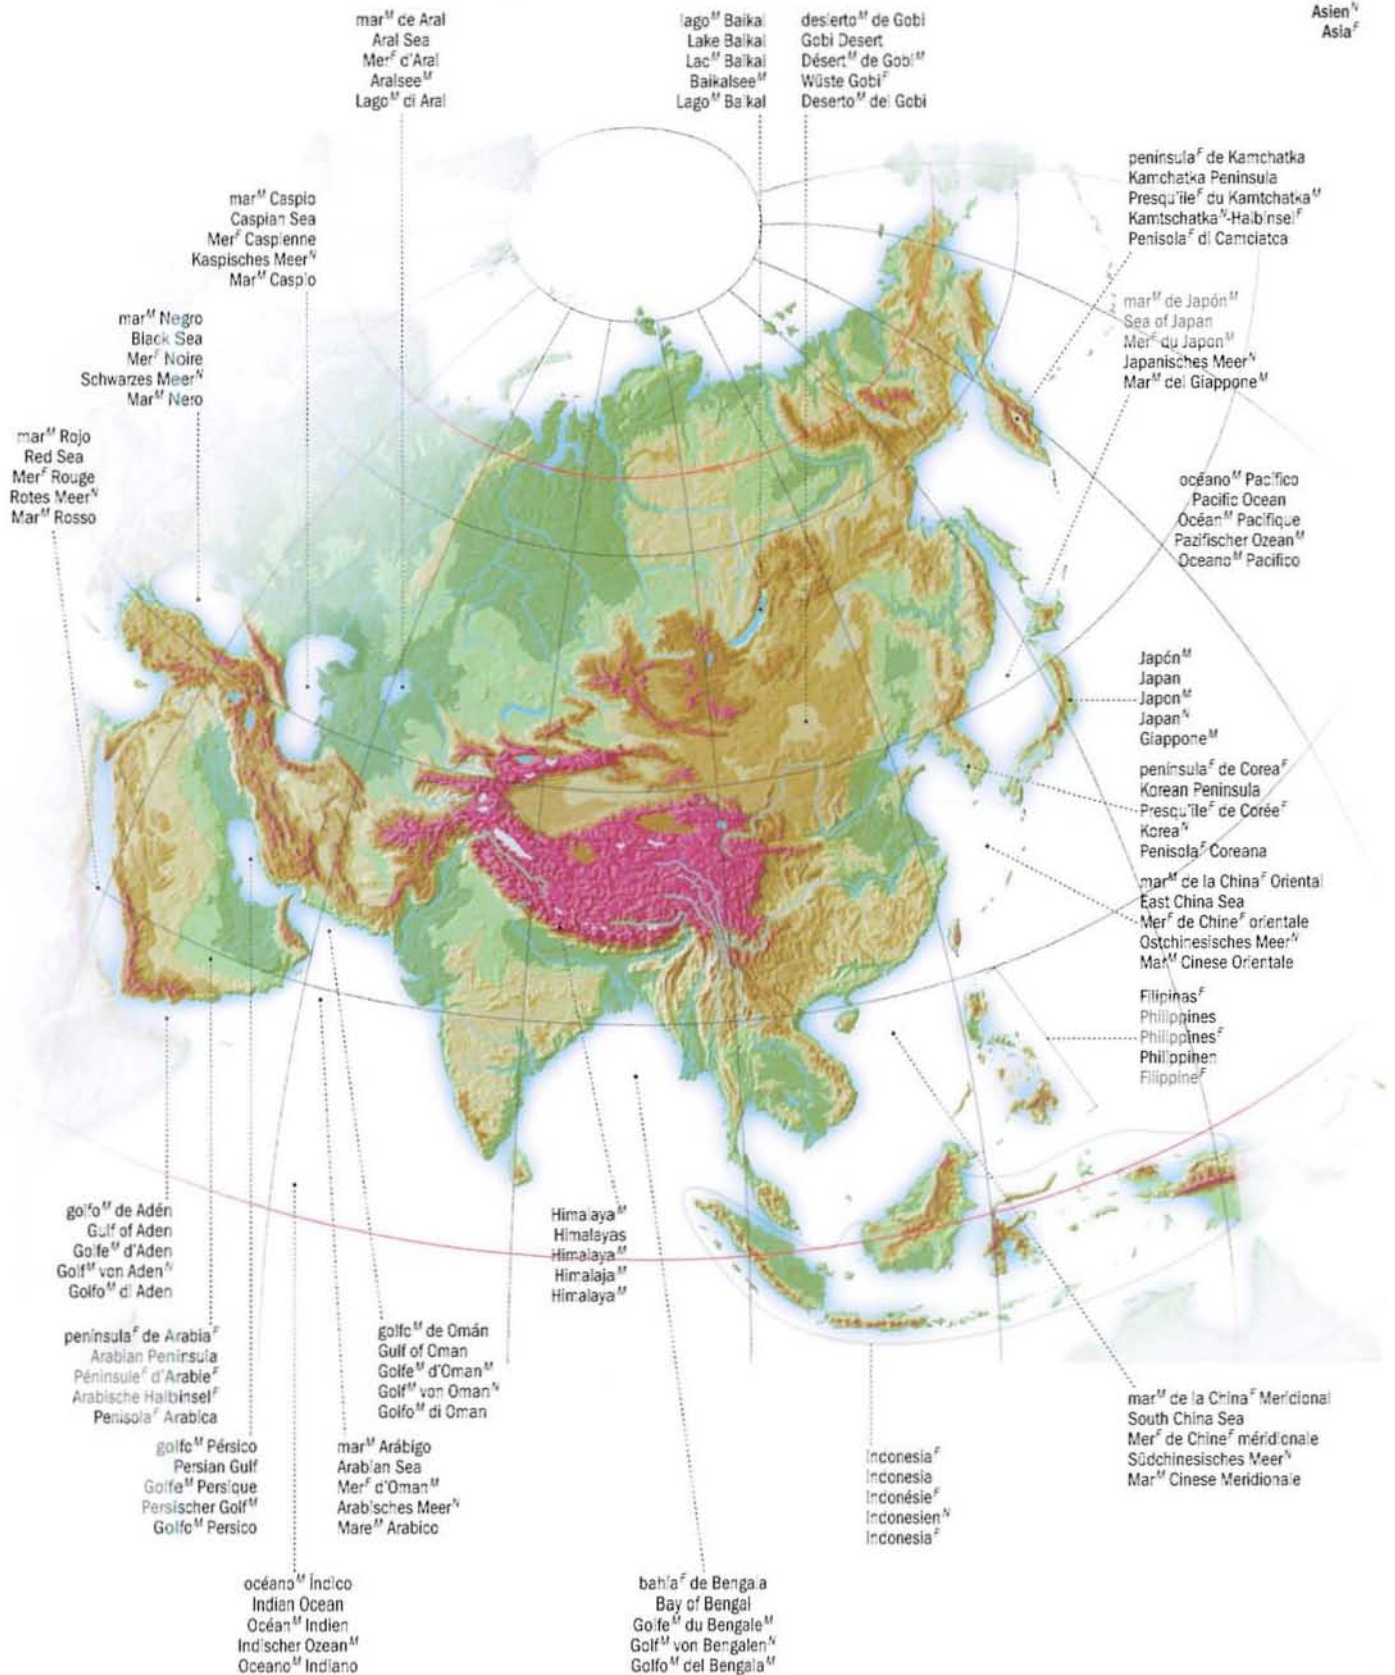 Asien^N
Asia^F
mar^M de Aral
Aral Sea
Mer^F d'Aral
Aralsee^M
Lago^M di Aral
lago^M Baikal
Lake Baikal
Lac^M Baïkal
Baikalsee^M
Lago^M Baikal
desierto^M de Gobi
Gobi Desert
Désert^M de Gobi^M
Wüste Gobi^F
Deserto^M del Gobi
península^F de Kamchatka
Kamchatka Peninsula
Presqu'île^F du Kamtchatka^M
Kamtschatka^N-Halbinsel^F
Penisola^F di Camciatca
mar^M Caspio
Caspian Sea
Mer^F Caspienne
Kaspisches Meer^N
Mar^M Caspio
mar^M de Japón^M
Sea of Japan
Mer^F du Japon^M
Japanisches Meer^N
Mar^M del Giappone^M
mar^M Negro
Black Sea
Mer^F Noire
Schwarzes Meer^N
Mar^M Nero
mar^M Rojo
Red Sea
Mer^F Rouge
Rotes Meer^N
Mar^M Rosso
océano^M Pacífico
Pacific Ocean
Océan^M Pacifique
Pazifischer Ozean^M
Oceano^M Pacifico
Japón^M
Japan
Japon^M
Japan^N
Giappone^M
península^F de Corea^F
Korean Peninsula
Presqu'île^F de Corée^F
Korea^N
Penisola^F Coreana
mar^M de la China^F Oriental
East China Sea
Mer^F de Chine^F orientale
Ostchinesisches Meer^N
Mar^M Cinese Orientale
Filipinas^F
Philippines
Philippines^F
Philippinen
Filippine^F
golfo^M de Adén
Gulf of Aden
Golfe^M d'Aden
Golf^M von Aden^N
Golfo^M di Aden
Himalaya^M
Himalayas
Himalaya^M
Himalaja^M
Himalaya^M
península^F de Arabia^F
Arabian Peninsula
Péninsule^F d'Arabie^F
Arabische Halbinsel^F
Penisola^F Arabica
golfo^M de Omán
Gulf of Oman
Golfe^M d'Oman^M
Golf^M von Oman^N
Golfo^M di Oman
mar^M de la China^F Meridional
South China Sea
Mer^F de Chine^F méridionale
Südchinesisches Meer^N
Mar^M Cinese Meridionale
golfo^M Pérsico
Persian Gulf
Golfe^M Persique
Persischer Golf^M
Golfo^M Persico
mar^M Arábigo
Arabian Sea
Mer^F d'Oman^M
Arabisches Meer^N
Mare^M Arabico
Indonesia^F
Indonesia
Indonésie^F
Indonesien^N
Indonesia^F
océano^M Índico
Indian Ocean
Océan^M Indien
Indischer Ozean^M
Oceano^M Indiano
bahía^F de Bengala
Bay of Bengal
Golfe^M du Bengale^M
Golf^M von Bengalen^N
Golfo^M del Bengala^M